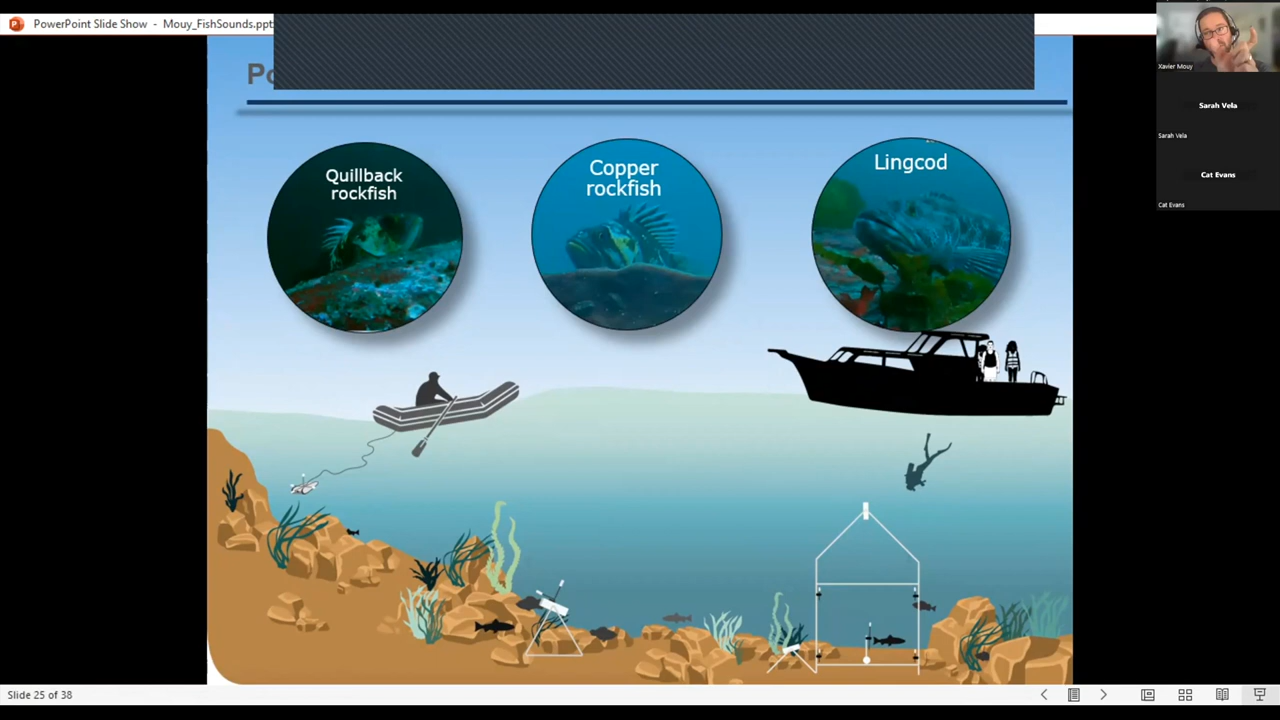 PowerPoint Slide Show - Mouy_FishSounds.ppt
Xavier Mouy
Sarah Vela
Sarah Vela
Cat Evans
Cat Evans
Quillback
rockfish
Copper
rockfish
Lingcod
Slide 25 of 38